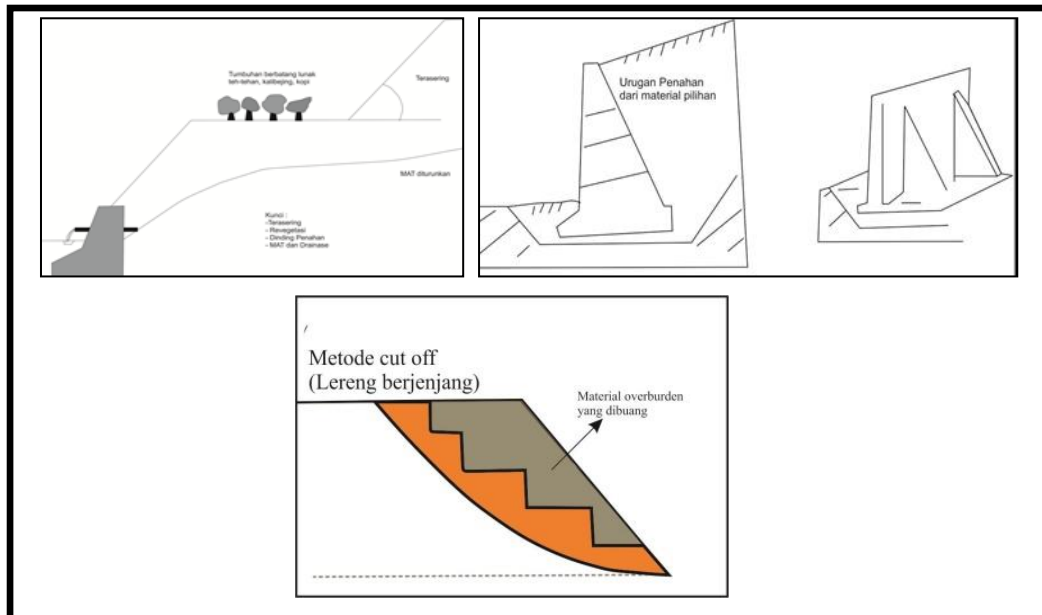 Tumbuhan berbatang lunak
teh-tehan, kalibejing, kopi
Terasering
MAT diturunkan
Kunci :
-Terasering
- Revegetasi
- Dinding Penahan
- MAT dan Drainase
Urugan Penahan
dari material pilihan
Metode cut off
(Lereng berjenjang)
Material overburden
yang dibuang